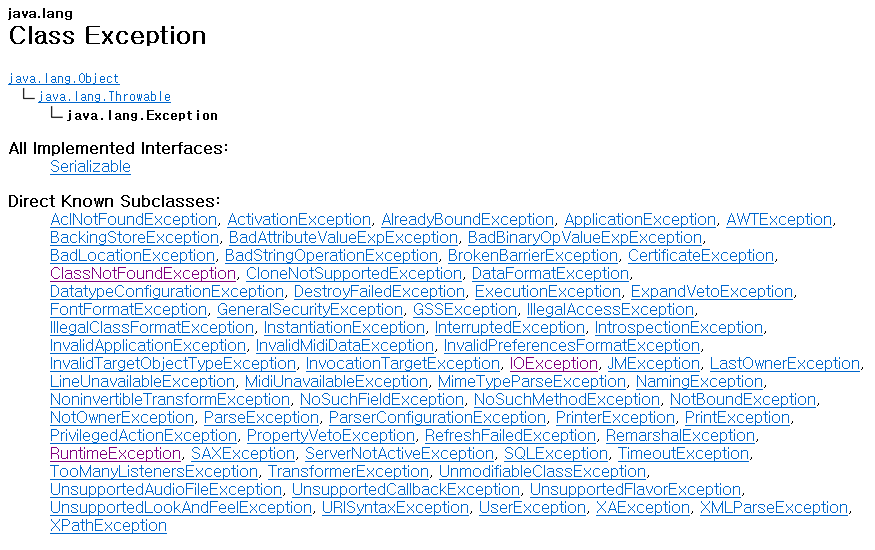 java.lang
Class Exception
java.lang.Object
java.lang.Throwable
java.lang.Exception
All Implemented Interfaces:
Serializable
Direct Known Subclasses:
AclNotFoundException, ActivationException, AlreadyBoundException, ApplicationException, AWTException,
BackingStoreException, BadAttributeValueExpException, BadBinaryOpValueExpException,
BadLocationException, BadStringOperationException, BrokenBarrierException, CertificateException,
ClassNotFoundException, CloneNotSupportedException, DataFormatException,
DatatypeConfigurationException, DestroyFailedException, ExecutionException, ExpandVetoException,
FontFormatException, GeneralSecurityException, GSSException, IllegalAccessException,
IllegalClassFormatException, InstantiationException, InterruptedException, IntrospectionException,
InvalidApplicationException, InvalidMidiDataException, InvalidPreferencesFormatException,
InvalidTargetObjectTypeException, InvocationTargetException, IOException, JMException, LastOwnerException,
LineUnavailableException, MidiUnavailableException, MimeTypeParseException, NamingException,
NoninvertibleTransformException, NoSuchFieldException, NoSuchMethodException, NotBoundException,
NotOwnerException, ParseException, ParserConfigurationException, PrinterException, PrintException,
PrivilegedActionException, PropertyVetoException, RefreshFailedException, RemarshalException,
RuntimeException, SAXException, ServerNotActiveException, SQLException, TimeoutException,
TooManyListenersException, TransformerException, UnmodifiableClassException,
UnsupportedAudioFileException, UnsupportedCallbackException, UnsupportedFlavorException,
UnsupportedLookAndFeelException, URISyntaxException, UserException, XAException, XMLParseException,
XPathException